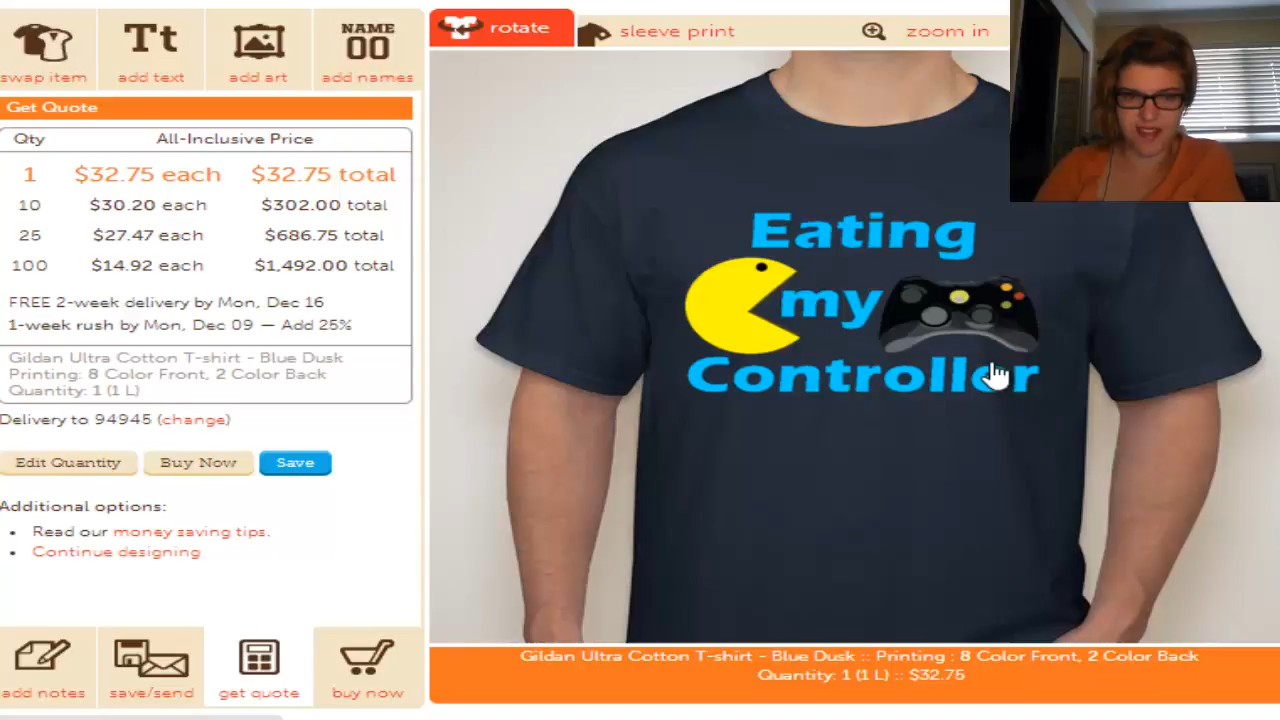 swap item
Tt
add text
add art
NAME
00
add names
rotate
sleeve print
zoom in
Get Quote
Qty All-Inclusive Price
1 $32.75 each $32.75 total
10 $30.20 each $302.00 total
25 $27.47 each $686.75 total
100 $14.92 each $1,492.00 total
FREE 2-week delivery by Mon, Dec 16
1-week rush by Mon, Dec 09 — Add 25%
Gildan Ultra Cotton T-shirt - Blue Dusk
Printing: 8 Color Front, 2 Color Back
Quantity: 1 (1 L)
Delivery to 94945 (change)
Edit Quantity
Buy Now
Save
Additional options:
• Read our money saving tips.
• Continue designing
add notes
save/send
get quote
buy now
Eating
my
Controller
Gildan Ultra Cotton T-shirt - Blue Dusk :: Printing : 8 Color Front, 2 Color Back
Quantity: 1 (1 L) :: $32.75